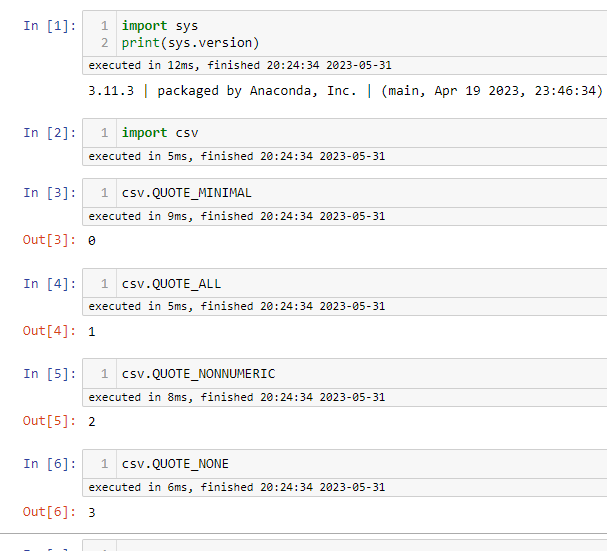 In [1]:
1 import sys
2 print(sys.version)
executed in 12ms, finished 20:24:34 2023-05-31
3.11.3 | packaged by Anaconda, Inc. | (main, Apr 19 2023, 23:46:34)
In [2]:
1 import csv
executed in 5ms, finished 20:24:34 2023-05-31
In [3]:
1 csv.QUOTE_MINIMAL
executed in 9ms, finished 20:24:34 2023-05-31
Out[3]: 0
In [4]:
1 csv.QUOTE_ALL
executed in 5ms, finished 20:24:34 2023-05-31
Out[4]: 1
In [5]:
1 csv.QUOTE_NONNUMERIC
executed in 8ms, finished 20:24:34 2023-05-31
Out[5]: 2
In [6]:
1 csv.QUOTE_NONE
executed in 6ms, finished 20:24:34 2023-05-31
Out[6]: 3